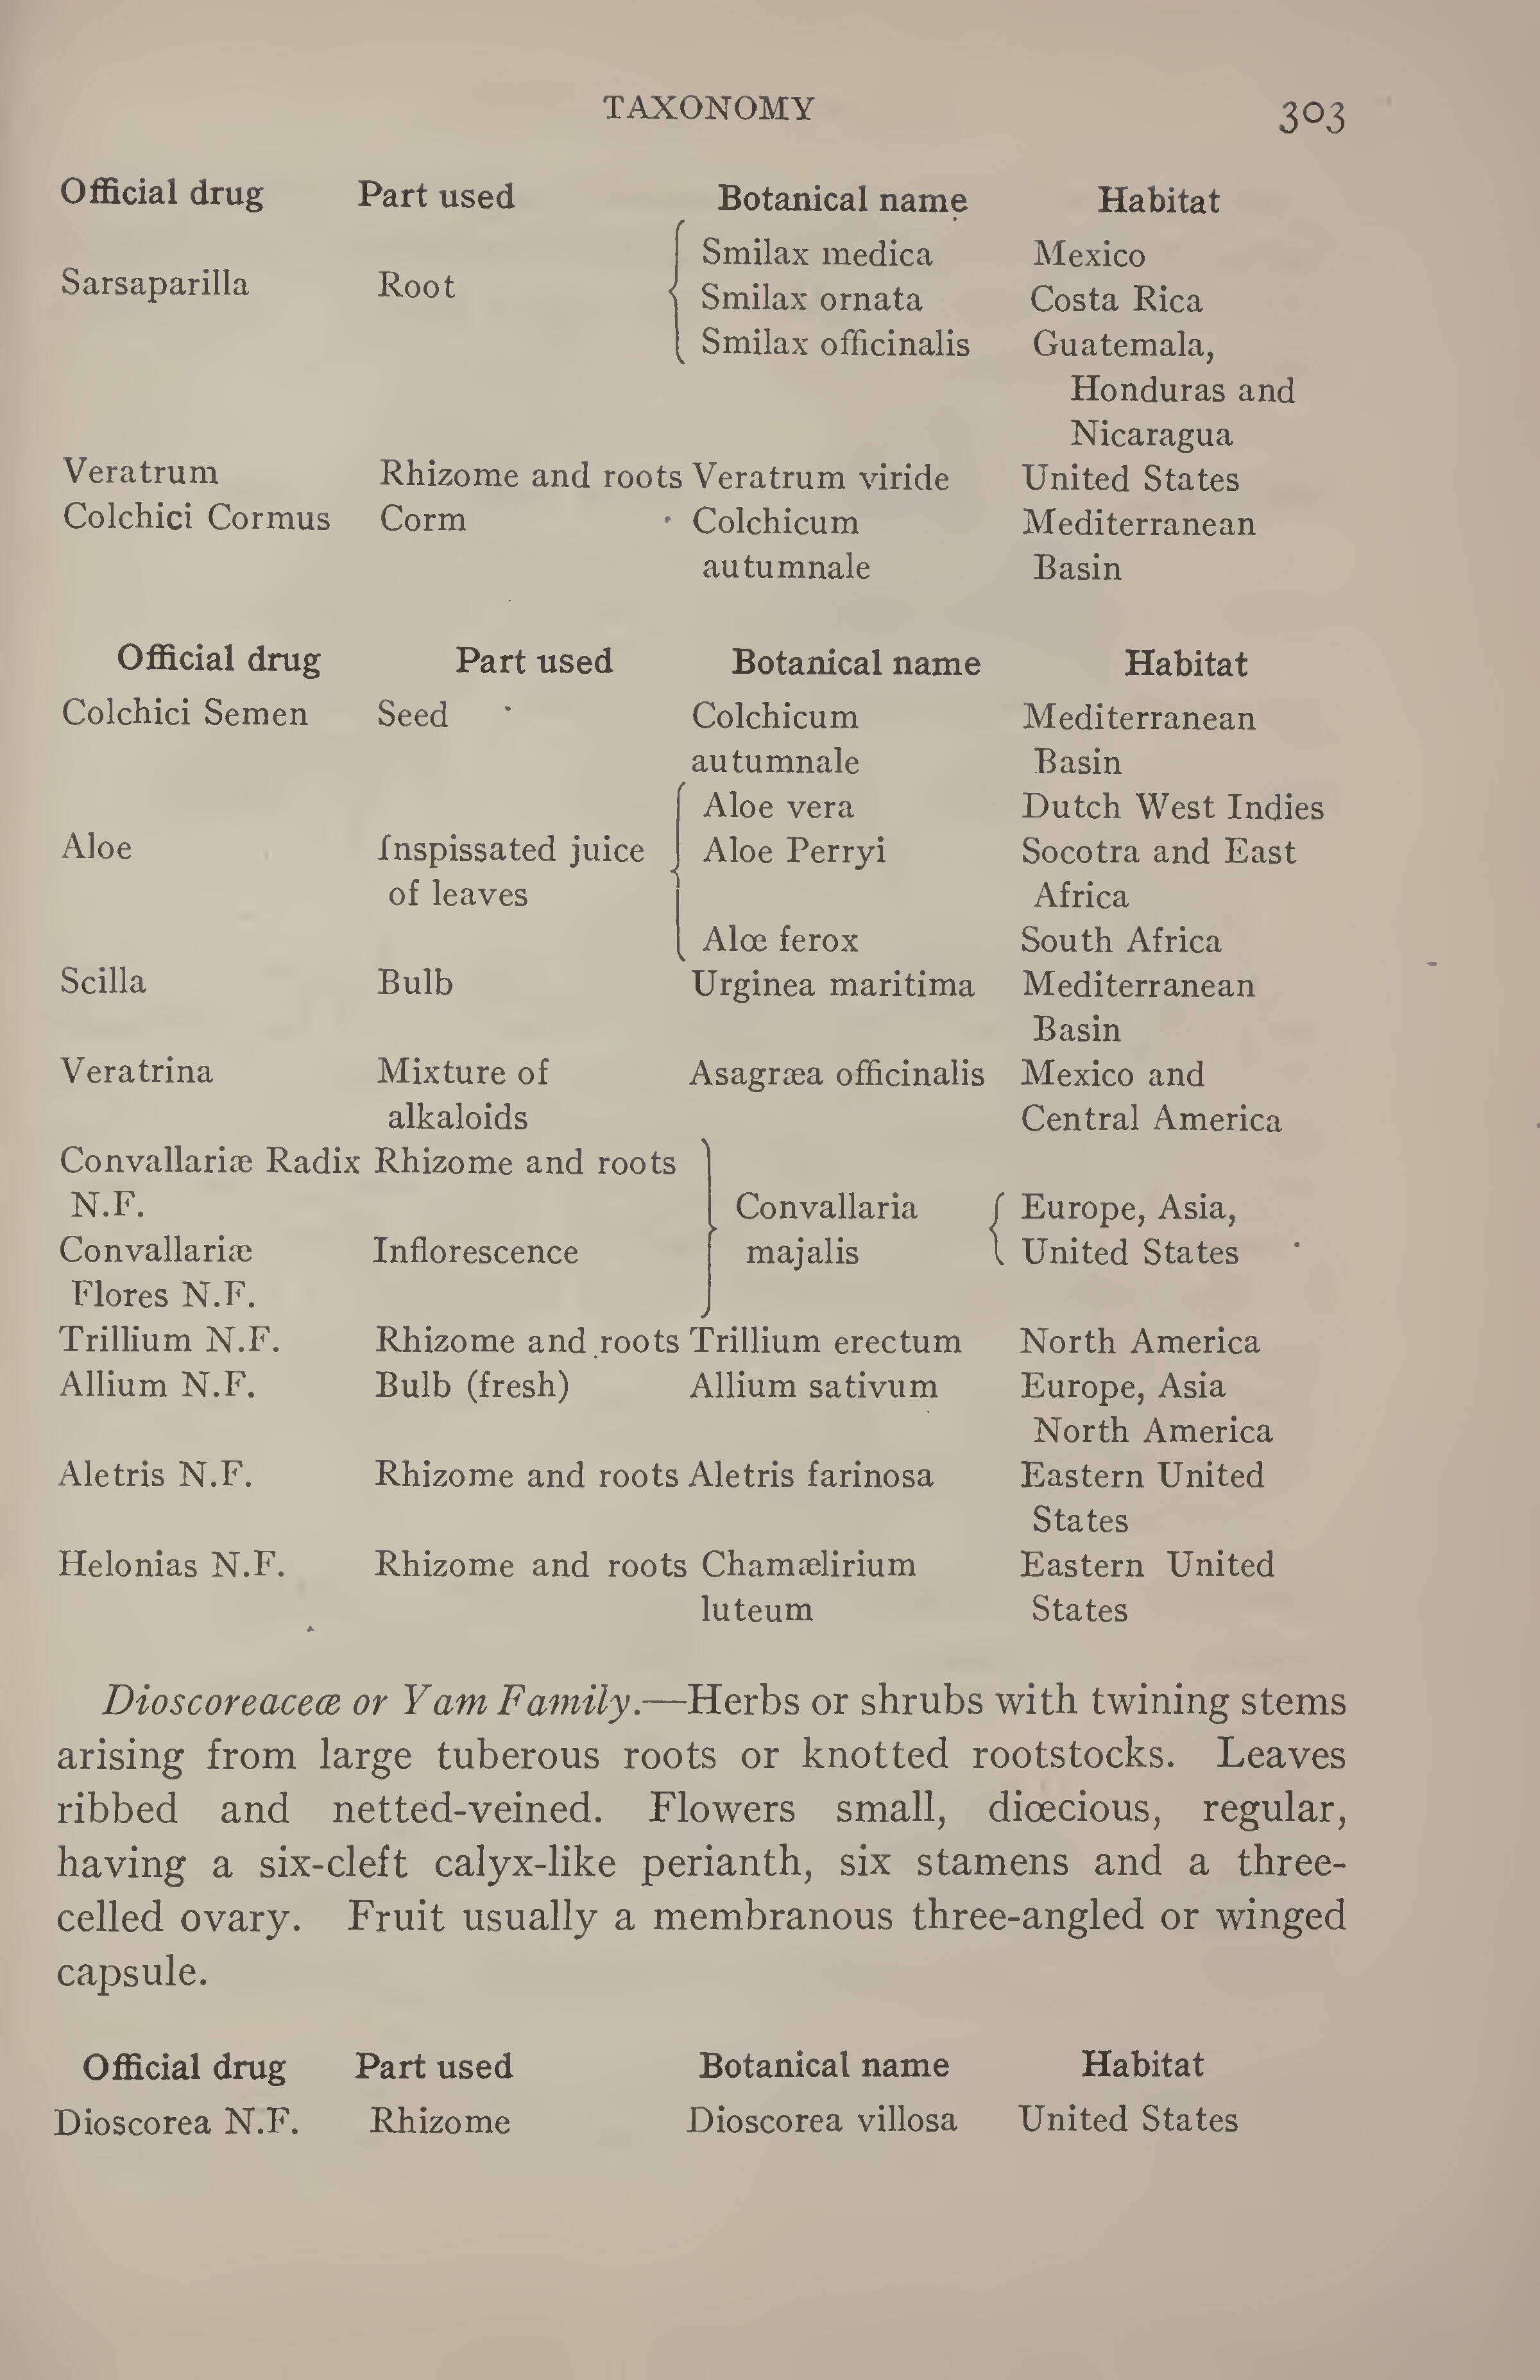 TAXONOMY 303
Official drug Part used Botanical name Habitat
Smilax medica Mexico
Sarsaparilla Root Smilax ornata Costa Rica
Smilax officinalis Guatemala,
Honduras and
Nicaragua
Veratrum Rhizome and roots Veratrum viride United States
Colchici Cormus Corm Colchicum Mediterranean
autumnale Basin
Official drug Part used Botanical name Habitat
Colchici Semen Seed Colchicum Mediterranean
autumnale Basin
Aloe vera Dutch West Indies
Aloe Inspissated juice Aloe Perryi Socotra and East
of leaves Africa
Alœ ferox South Africa
Scilla Bulb Urginea maritima Mediterranean
Basin
Veratrina Mixture of Asagræa officinalis Mexico and
alkaloids Central America
Convallariæ Radix Rhizome and roots
N.F. Convallaria Europe, Asia,
Convallariæ Inflorescence majalis United States
Flores N.F.
Trillium N.F. Rhizome and roots Trillium erectum North America
Allium N.F. Bulb (fresh) Allium sativum Europe, Asia
North America
Aletris N.F. Rhizome and roots Aletris farinosa Eastern United
States
Helonias N.F. Rhizome and roots Chamælirium Eastern United
luteum States
Dioscoreaceæ or Yam Family.—Herbs or shrubs with twining stems
arising from large tuberous roots or knotted rootstocks. Leaves
ribbed and netted-veined. Flowers small, diœcious, regular,
having a six-cleft calyx-like perianth, six stamens and a three-
celled ovary. Fruit usually a membranous three-angled or winged
capsule.
Official drug Part used Botanical name Habitat
Dioscorea N.F. Rhizome Dioscorea villosa United States